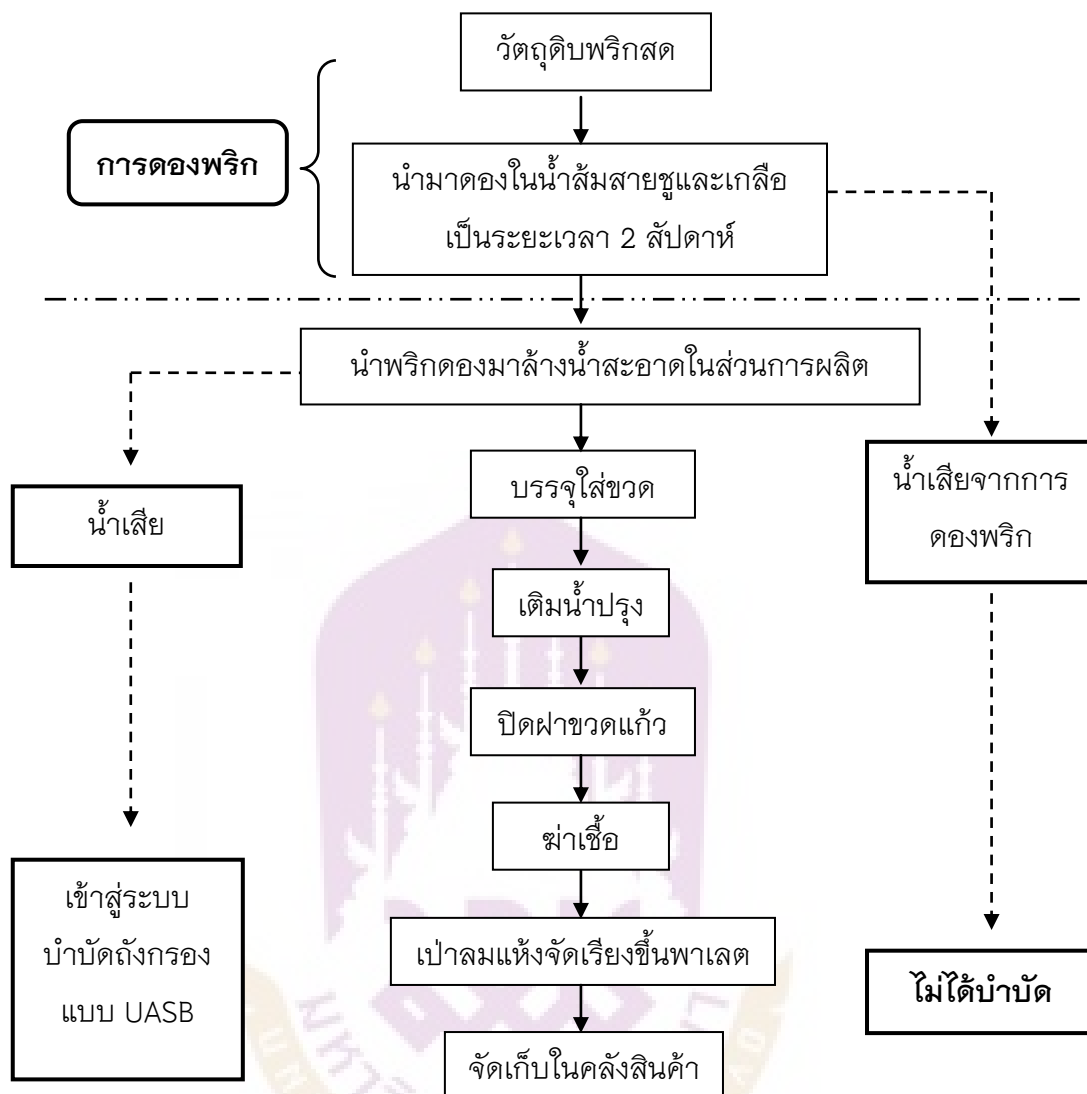 วัตถุดิบพริกสด
การดองพริก
นำมาดองในน้ำส้มสายชูและเกลือ
เป็นระยะเวลา 2 สัปดาห์
นำพริกดองมาล้างน้ำสะอาดในส่วนการผลิต
น้ำเสีย
บรรจุใส่ขวด
น้ำเสียจากการ
ดองพริก
เติมน้ำปรุง
ปิดฝาขวดแก้ว
ฆ่าเชื้อ
เข้าสู่ระบบ
บำบัดถังกรอง
แบบ UASB
เป่าลมแห้งจัดเรียงขึ้นพาเลต
ไม่ได้บำบัด
จัดเก็บในคลังสินค้า